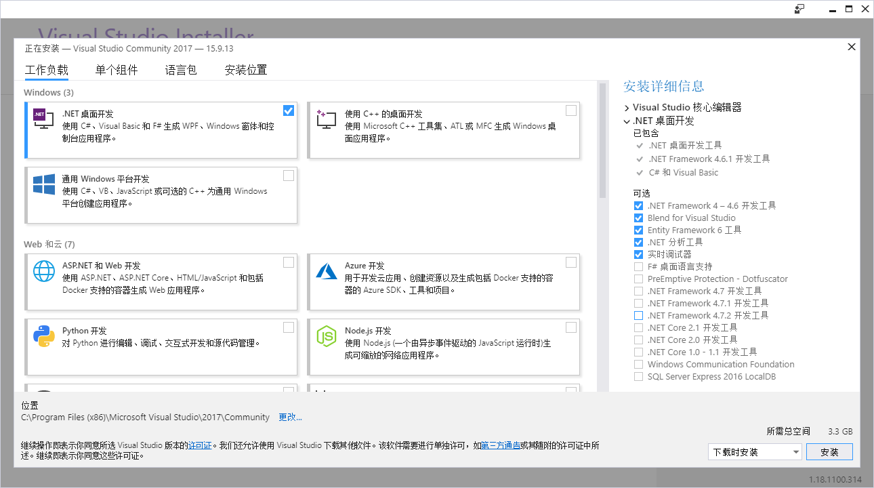 Visual Studio Installer
正在安装 — Visual Studio Community 2017 — 15.9.13
工作负载
单个组件
语言包
安装位置
Windows (3)
.NET 桌面开发
使用 C#、Visual Basic 和 F# 生成 WPF、Windows 窗体和控
制台应用程序。
使用 C++ 的桌面开发
使用 Microsoft C++ 工具集、ATL 或 MFC 生成 Windows 桌
面应用程序。
通用 Windows 平台开发
使用 C#、VB、JavaScript 或可选的 C++ 为通用 Windows
平台创建应用程序。
Web 和云 (7)
ASP.NET 和 Web 开发
使用 ASP.NET、ASP.NET Core、HTML/JavaScript 和包括
Docker 支持的容器生成 Web 应用程序。
Azure 开发
用于开发云应用、创建资源以及生成包括 Docker 支持的容
器的 Azure SDK、工具和项目。
Python 开发
对 Python 进行编辑、调试、交互式开发和源代码管理。
Node.js 开发
使用 Node.js (一个由异步事件驱动的 JavaScript 运行时)生
成可缩放的网络应用程序。
安装详细信息
Visual Studio 核心编辑器
.NET 桌面开发
已包含
.NET 桌面开发工具
.NET Framework 4.6.1 开发工具
C# 和 Visual Basic
可选
.NET Framework 4 – 4.6 开发工具
Blend for Visual Studio
Entity Framework 6 工具
.NET 分析工具
实时调试器
F# 桌面语言支持
PreEmptive Protection - Dotfuscator
.NET Framework 4.7 开发工具
.NET Framework 4.7.1 开发工具
.NET Framework 4.7.2 开发工具
.NET Core 2.1 开发工具
.NET Core 2.0 开发工具
.NET Core 1.0 - 1.1 开发工具
Windows Communication Foundation
SQL Server Express 2016 LocalDB
位置
C:\Program Files (x86)\Microsoft Visual Studio\2017\Community 更改...
继续操作即表示你同意所选 Visual Studio 版本的许可证。我们还允许使用 Visual Studio 下载其他软件。该软件需要进行单独许可，如第三方通告或其随附的许可证中所
述。继续即表示你同意这些许可证。
所需总空间 3.3 GB
下载时安装
安装
1.18.1100.314